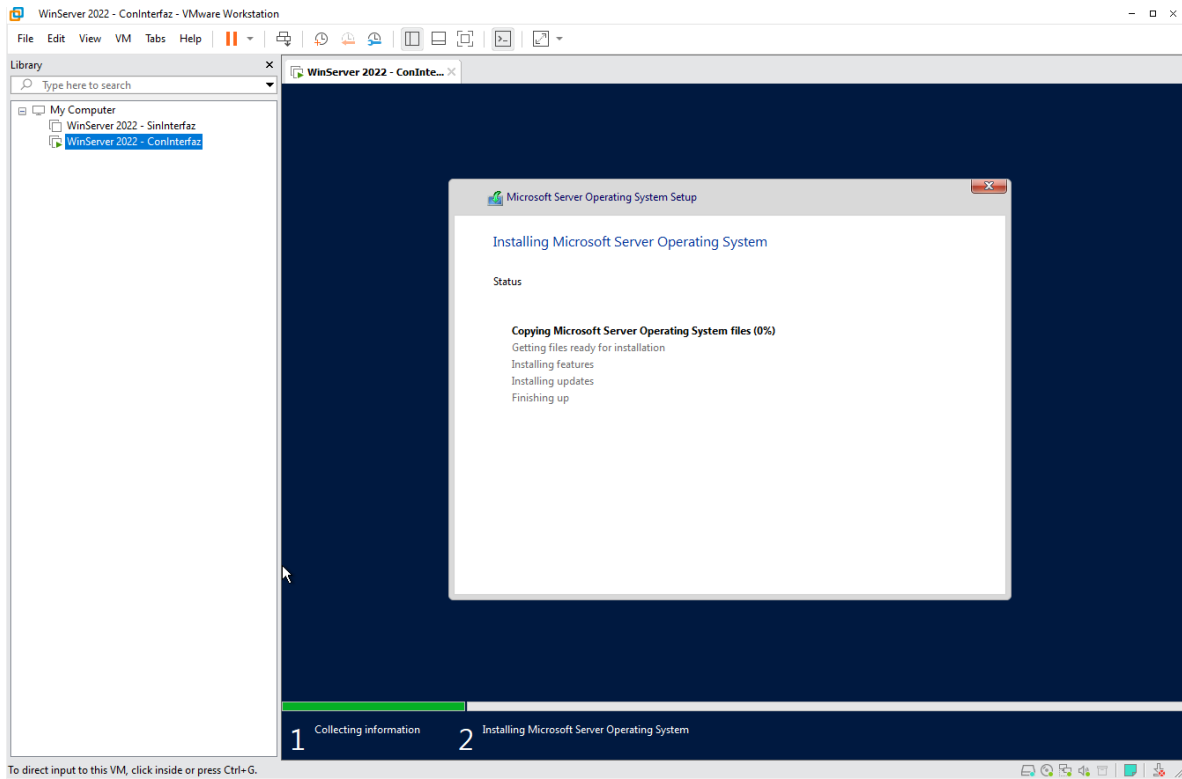 WinServer 2022 - ConInterfaz - VMware Workstation
File Edit View VM Tabs Help
Library
Type here to search
My Computer
WinServer 2022 - SinInterfaz
WinServer 2022 - ConInterfaz
WinServer 2022 - ConInte...
Microsoft Server Operating System Setup
Installing Microsoft Server Operating System
Status
Copying Microsoft Server Operating System files (0%)
Getting files ready for installation
Installing features
Installing updates
Finishing up
1 Collecting information
2 Installing Microsoft Server Operating System
To direct input to this VM, click inside or press Ctrl+G.